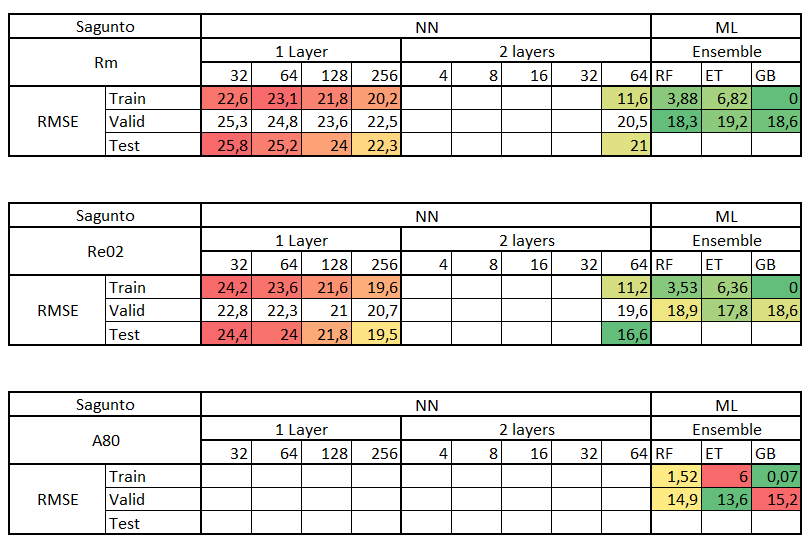 Sagunto NN ML
Rm 1 Layer 2 layers Ensemble
32 64 128 256 4 8 16 32 64 RF ET GB
RMSE Train 22,6 23,1 21,8 20,2 11,6 3,88 6,82 0
Valid 25,3 24,8 23,6 22,5 20,5 18,3 19,2 18,6
Test 25,8 25,2 24 22,3 21
Sagunto NN ML
Re02 1 Layer 2 layers Ensemble
32 64 128 256 4 8 16 32 64 RF ET GB
RMSE Train 24,2 23,6 21,6 19,6 11,2 3,53 6,36 0
Valid 22,8 22,3 21 20,7 19,6 18,9 17,8 18,6
Test 24,4 24 21,8 19,5 16,6
Sagunto NN ML
A80 1 Layer 2 layers Ensemble
32 64 128 256 4 8 16 32 64 RF ET GB
RMSE Train 1,52 6 0,07
Valid 14,9 13,6 15,2
Test